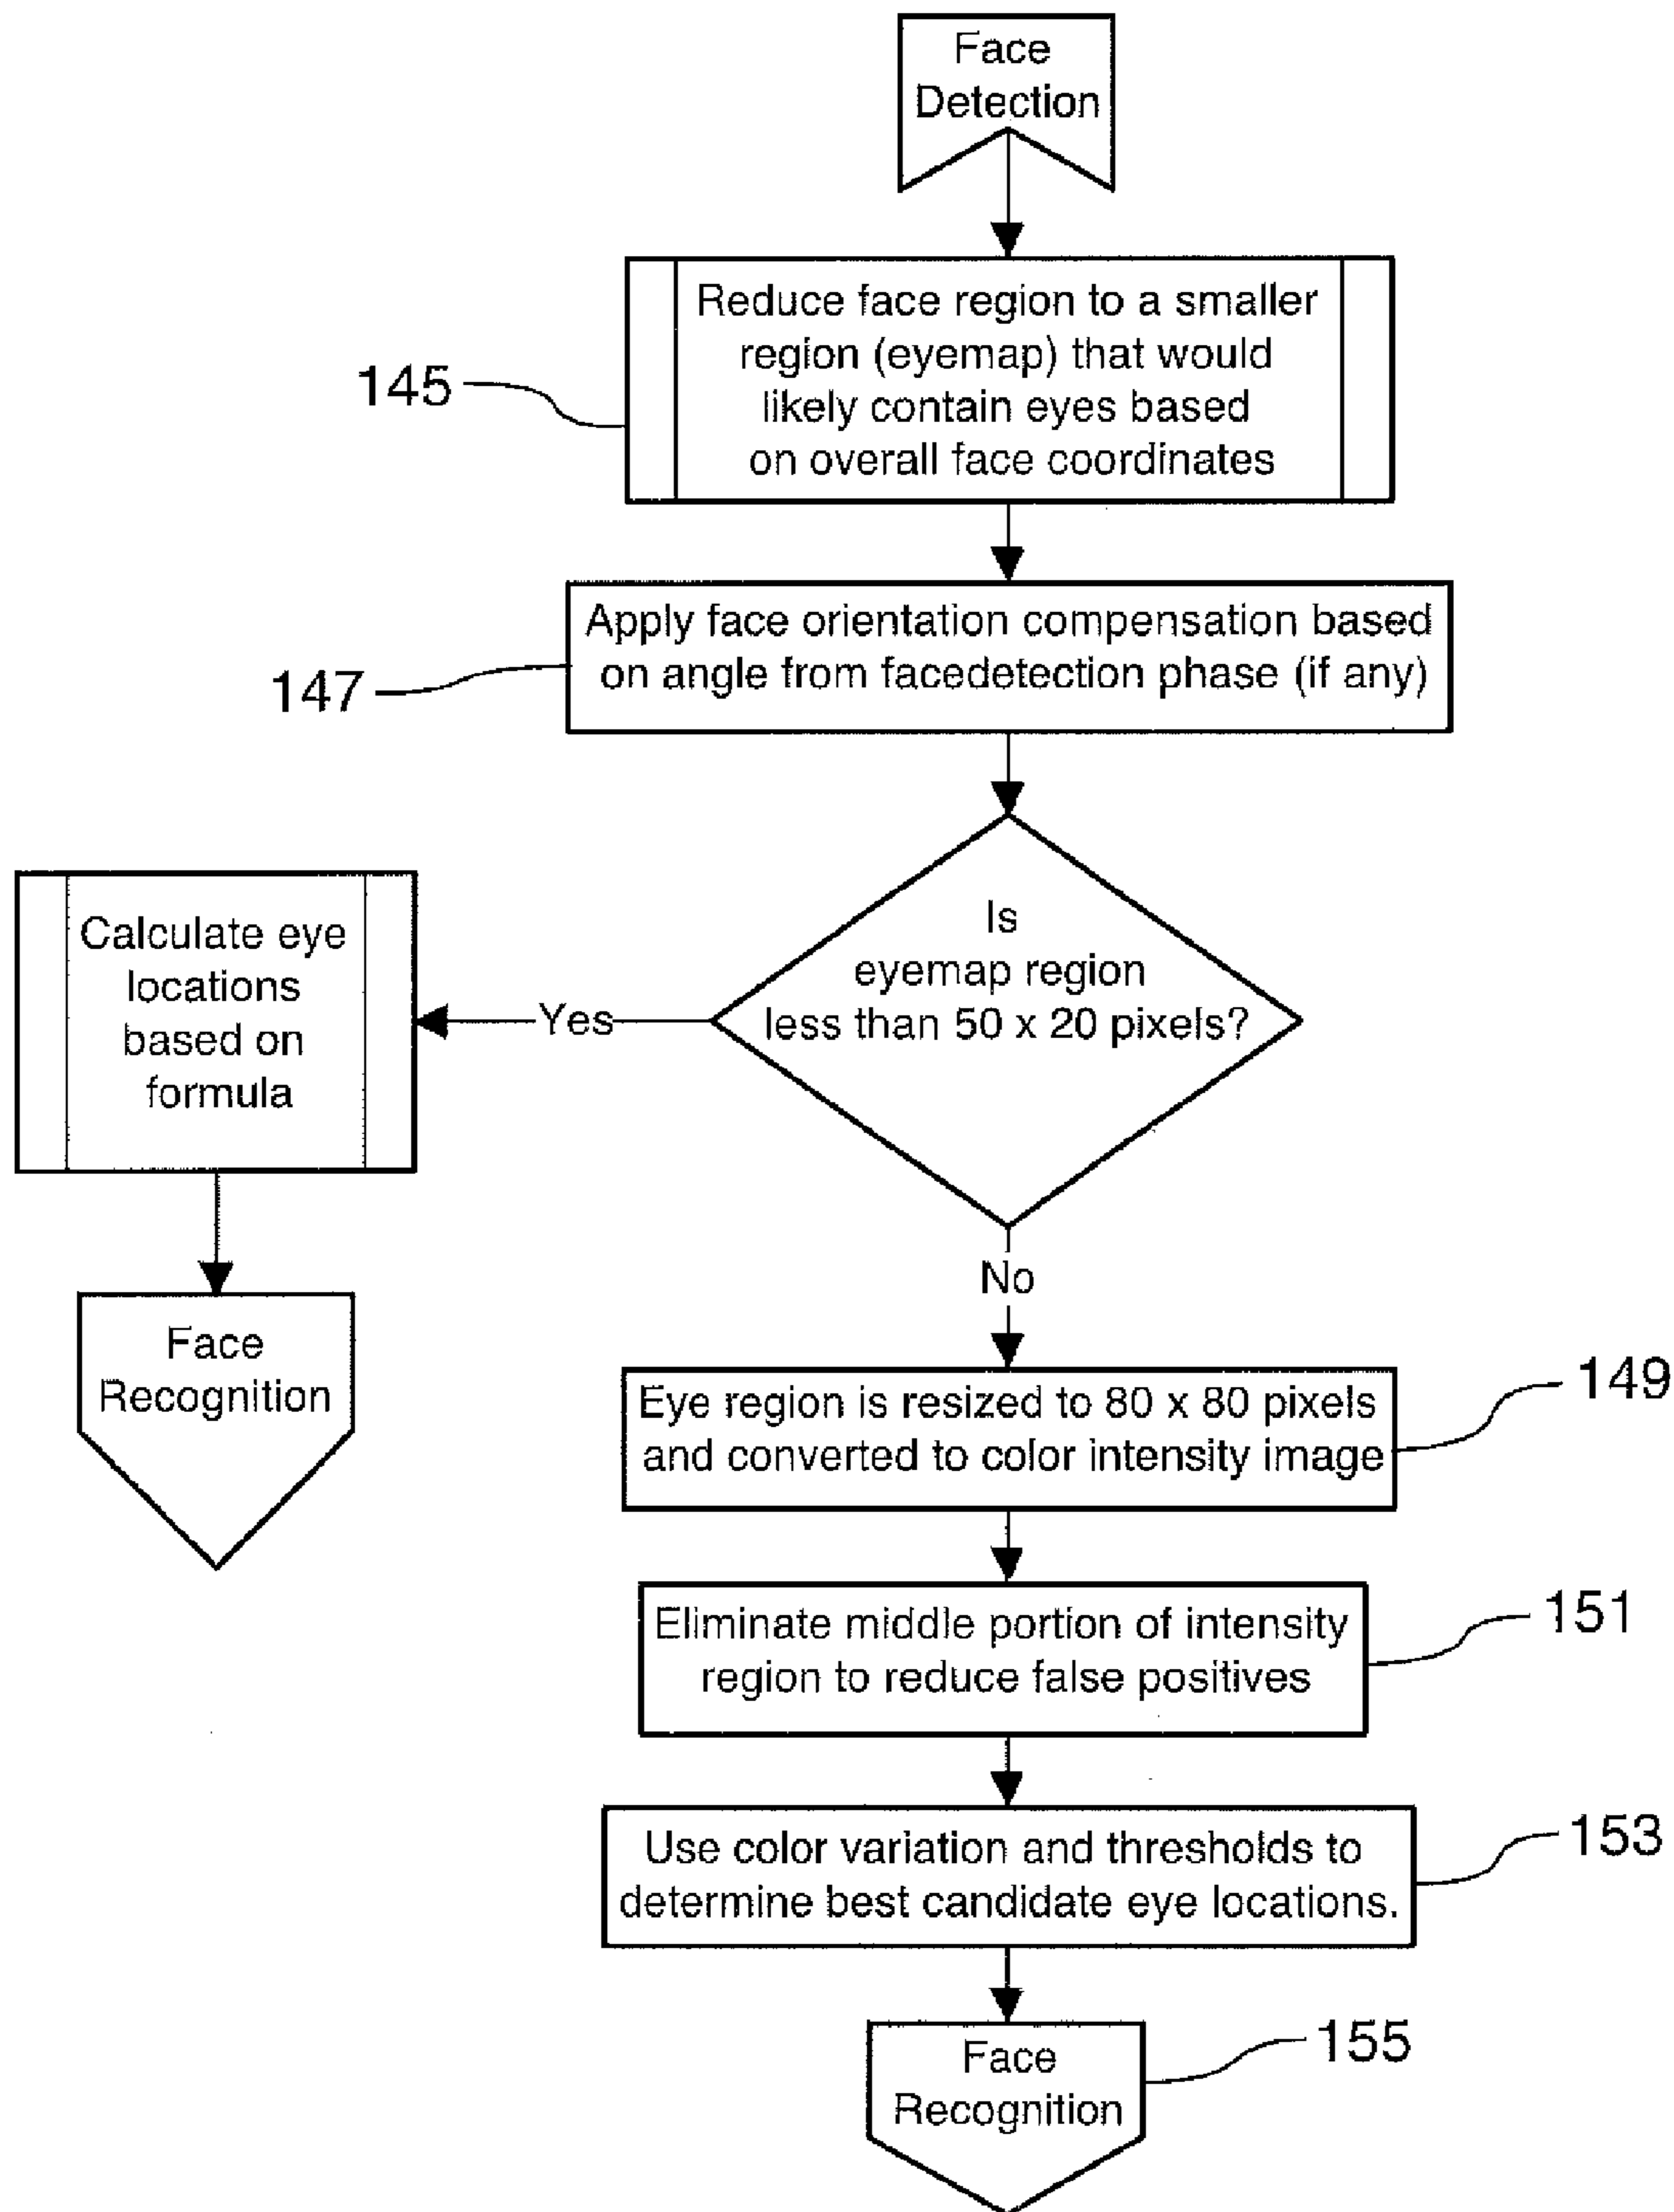 Face
Detection
Reduce face region to a smaller
region (eyemap) that would
likely contain eyes based
on overall face coordinates
145
Apply face orientation compensation based
on angle from facedetection phase (if any)
147
Is
eyemap region
less than 50 x 20 pixels?
Yes
Calculate eye
locations
based on
formula
Face
Recognition
No
Eye region is resized to 80 x 80 pixels
and converted to color intensity image
149
Eliminate middle portion of intensity
region to reduce false positives
151
Use color variation and thresholds to
determine best candidate eye locations.
153
Face
Recognition
155